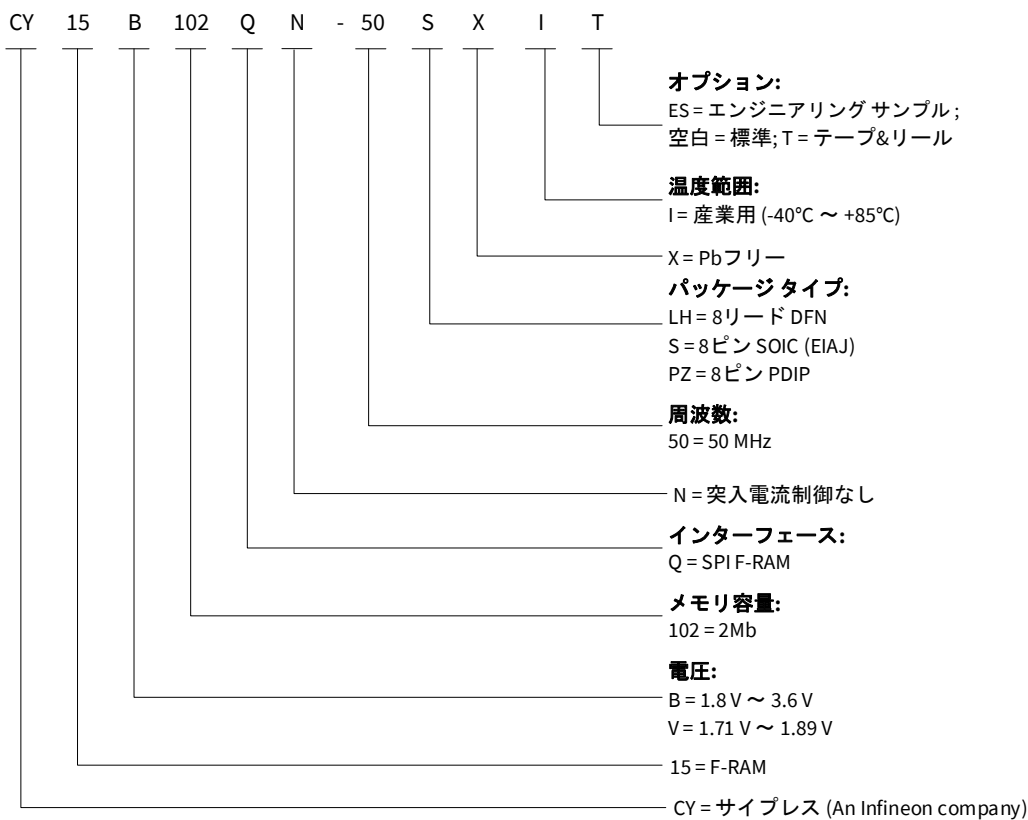 CY 15 B 102 Q N - 50 S X I T
オプション:
ES = エンジニアリング サンプル ;
空白 = 標準; T = テープ&リール
温度範囲:
I = 産業用 (-40°C ～ +85°C)
X = Pbフリー
パッケージ タイプ:
LH = 8リード DFN
S = 8ピン SOIC (EIAJ)
PZ = 8ピン PDIP
周波数:
50 = 50 MHz
N = 突入電流制御なし
インターフェース:
Q = SPI F-RAM
メモリ容量:
102 = 2Mb
電圧:
B = 1.8 V ～ 3.6 V
V = 1.71 V ～ 1.89 V
15 = F-RAM
CY = サイプレス (An Infineon company)